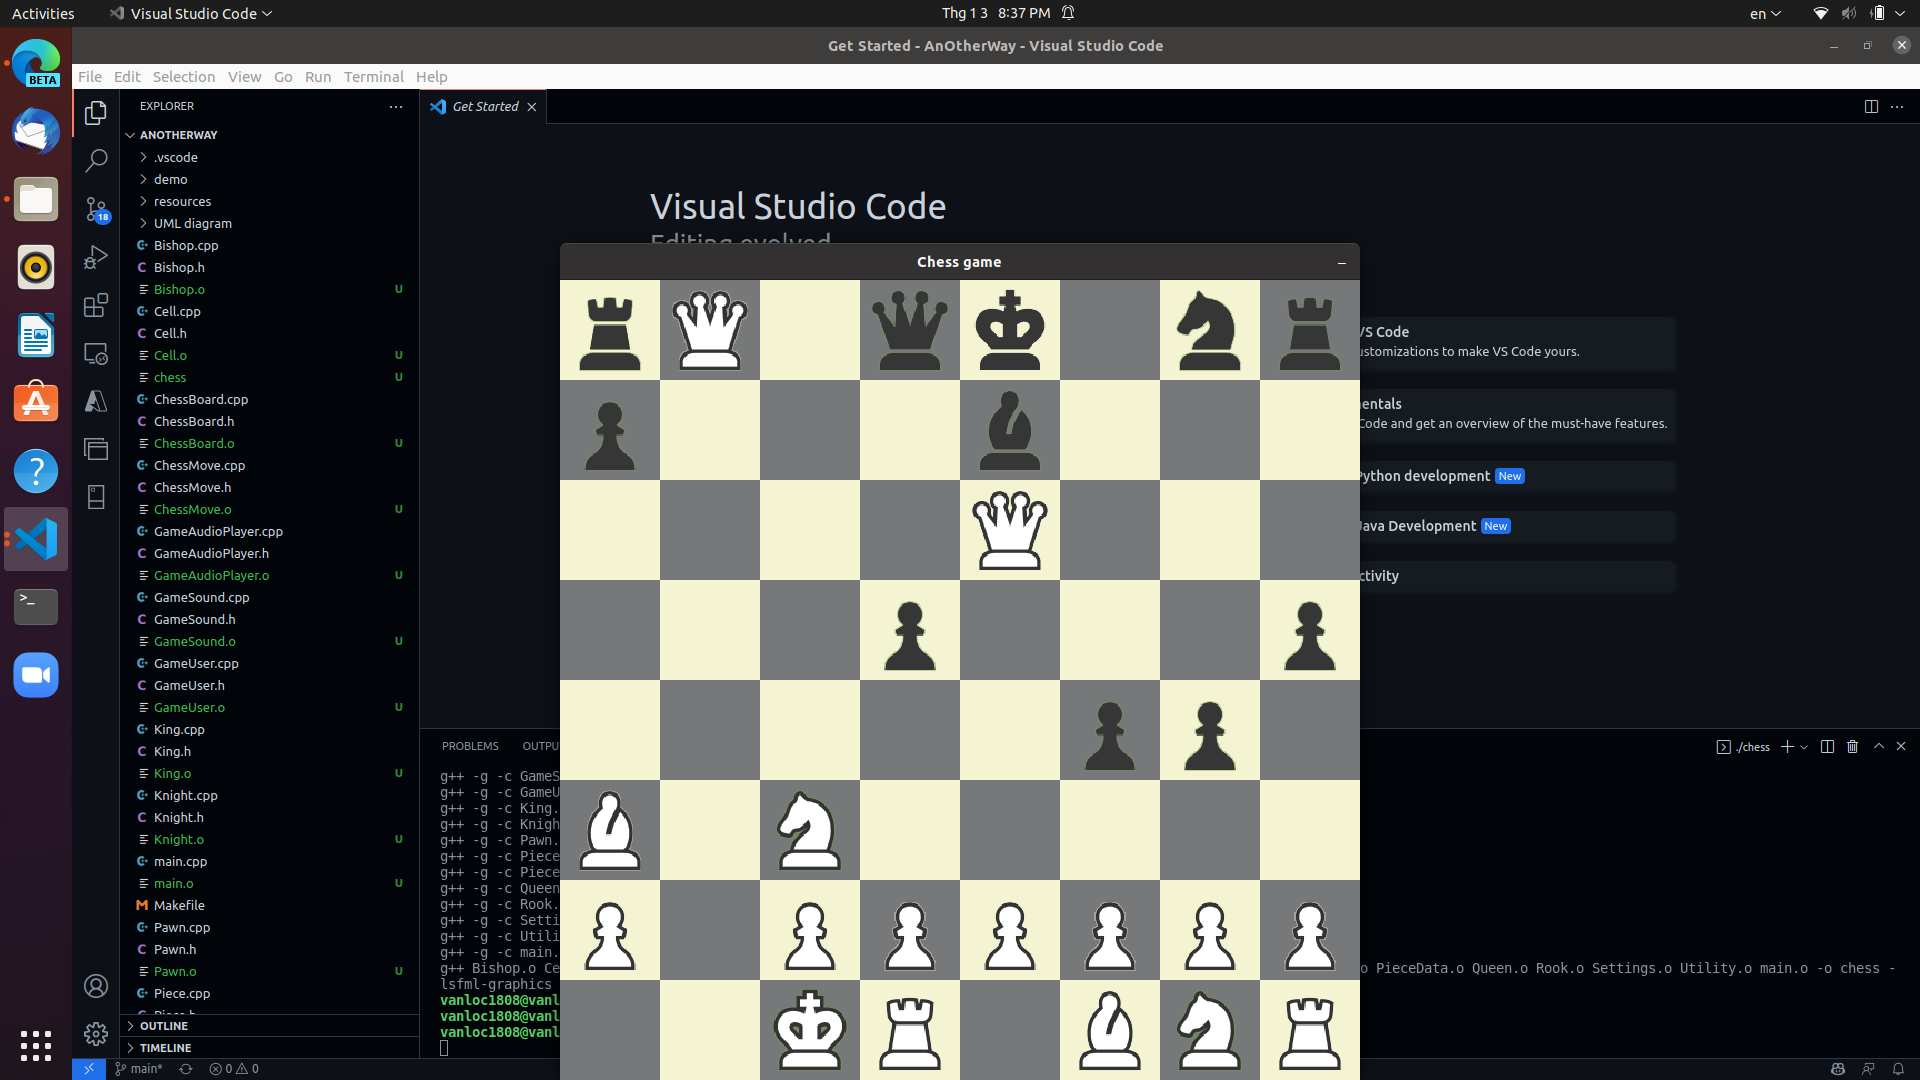 Activities
Visual Studio Code
Thg 1 3 8:37 PM
en
Get Started - AnOtherWay - Visual Studio Code
File Edit Selection View Go Run Terminal Help
BETA
EXPLORER
Get Started
ANOTHERWAY
.vscode
demo
resources
UML diagram
18
Bishop.cpp
Bishop.h
Bishop.o U
Cell.cpp
Cell.h
Cell.o U
chess U
ChessBoard.cpp
ChessBoard.h
ChessBoard.o U
ChessMove.cpp
ChessMove.h
ChessMove.o U
GameAudioPlayer.cpp
GameAudioPlayer.h
GameAudioPlayer.o U
GameSound.cpp
GameSound.h
GameSound.o U
GameUser.cpp
GameUser.h
GameUser.o U
King.cpp
King.h
King.o U
Knight.cpp
Knight.h
Knight.o U
main.cpp
main.o U
Makefile
Pawn.cpp
Pawn.h
Pawn.o U
Piece.cpp
OUTLINE
TIMELINE
Visual Studio Code
Editing evolved
Chess game
VS Code
ustomizations to make VS Code yours.
entals
Code and get an overview of the must-have features.
Python development New
Java Development New
ctivity
PROBLEMS OUTPU
./chess
g++ -g -c GameS
g++ -g -c GameU
g++ -g -c King.
g++ -g -c Knigh
g++ -g -c Pawn.
g++ -g -c Piece
g++ -g -c Piece
g++ -g -c Queen
g++ -g -c Rook.
g++ -g -c Setti
g++ -g -c Utili
g++ -g -c main.
g++ Bishop.o Ce o PieceData.o Queen.o Rook.o Settings.o Utility.o main.o -o chess -
lsfml-graphics
vanloc1808@vanl
vanloc1808@vanl
vanloc1808@vanl
main* 0 0